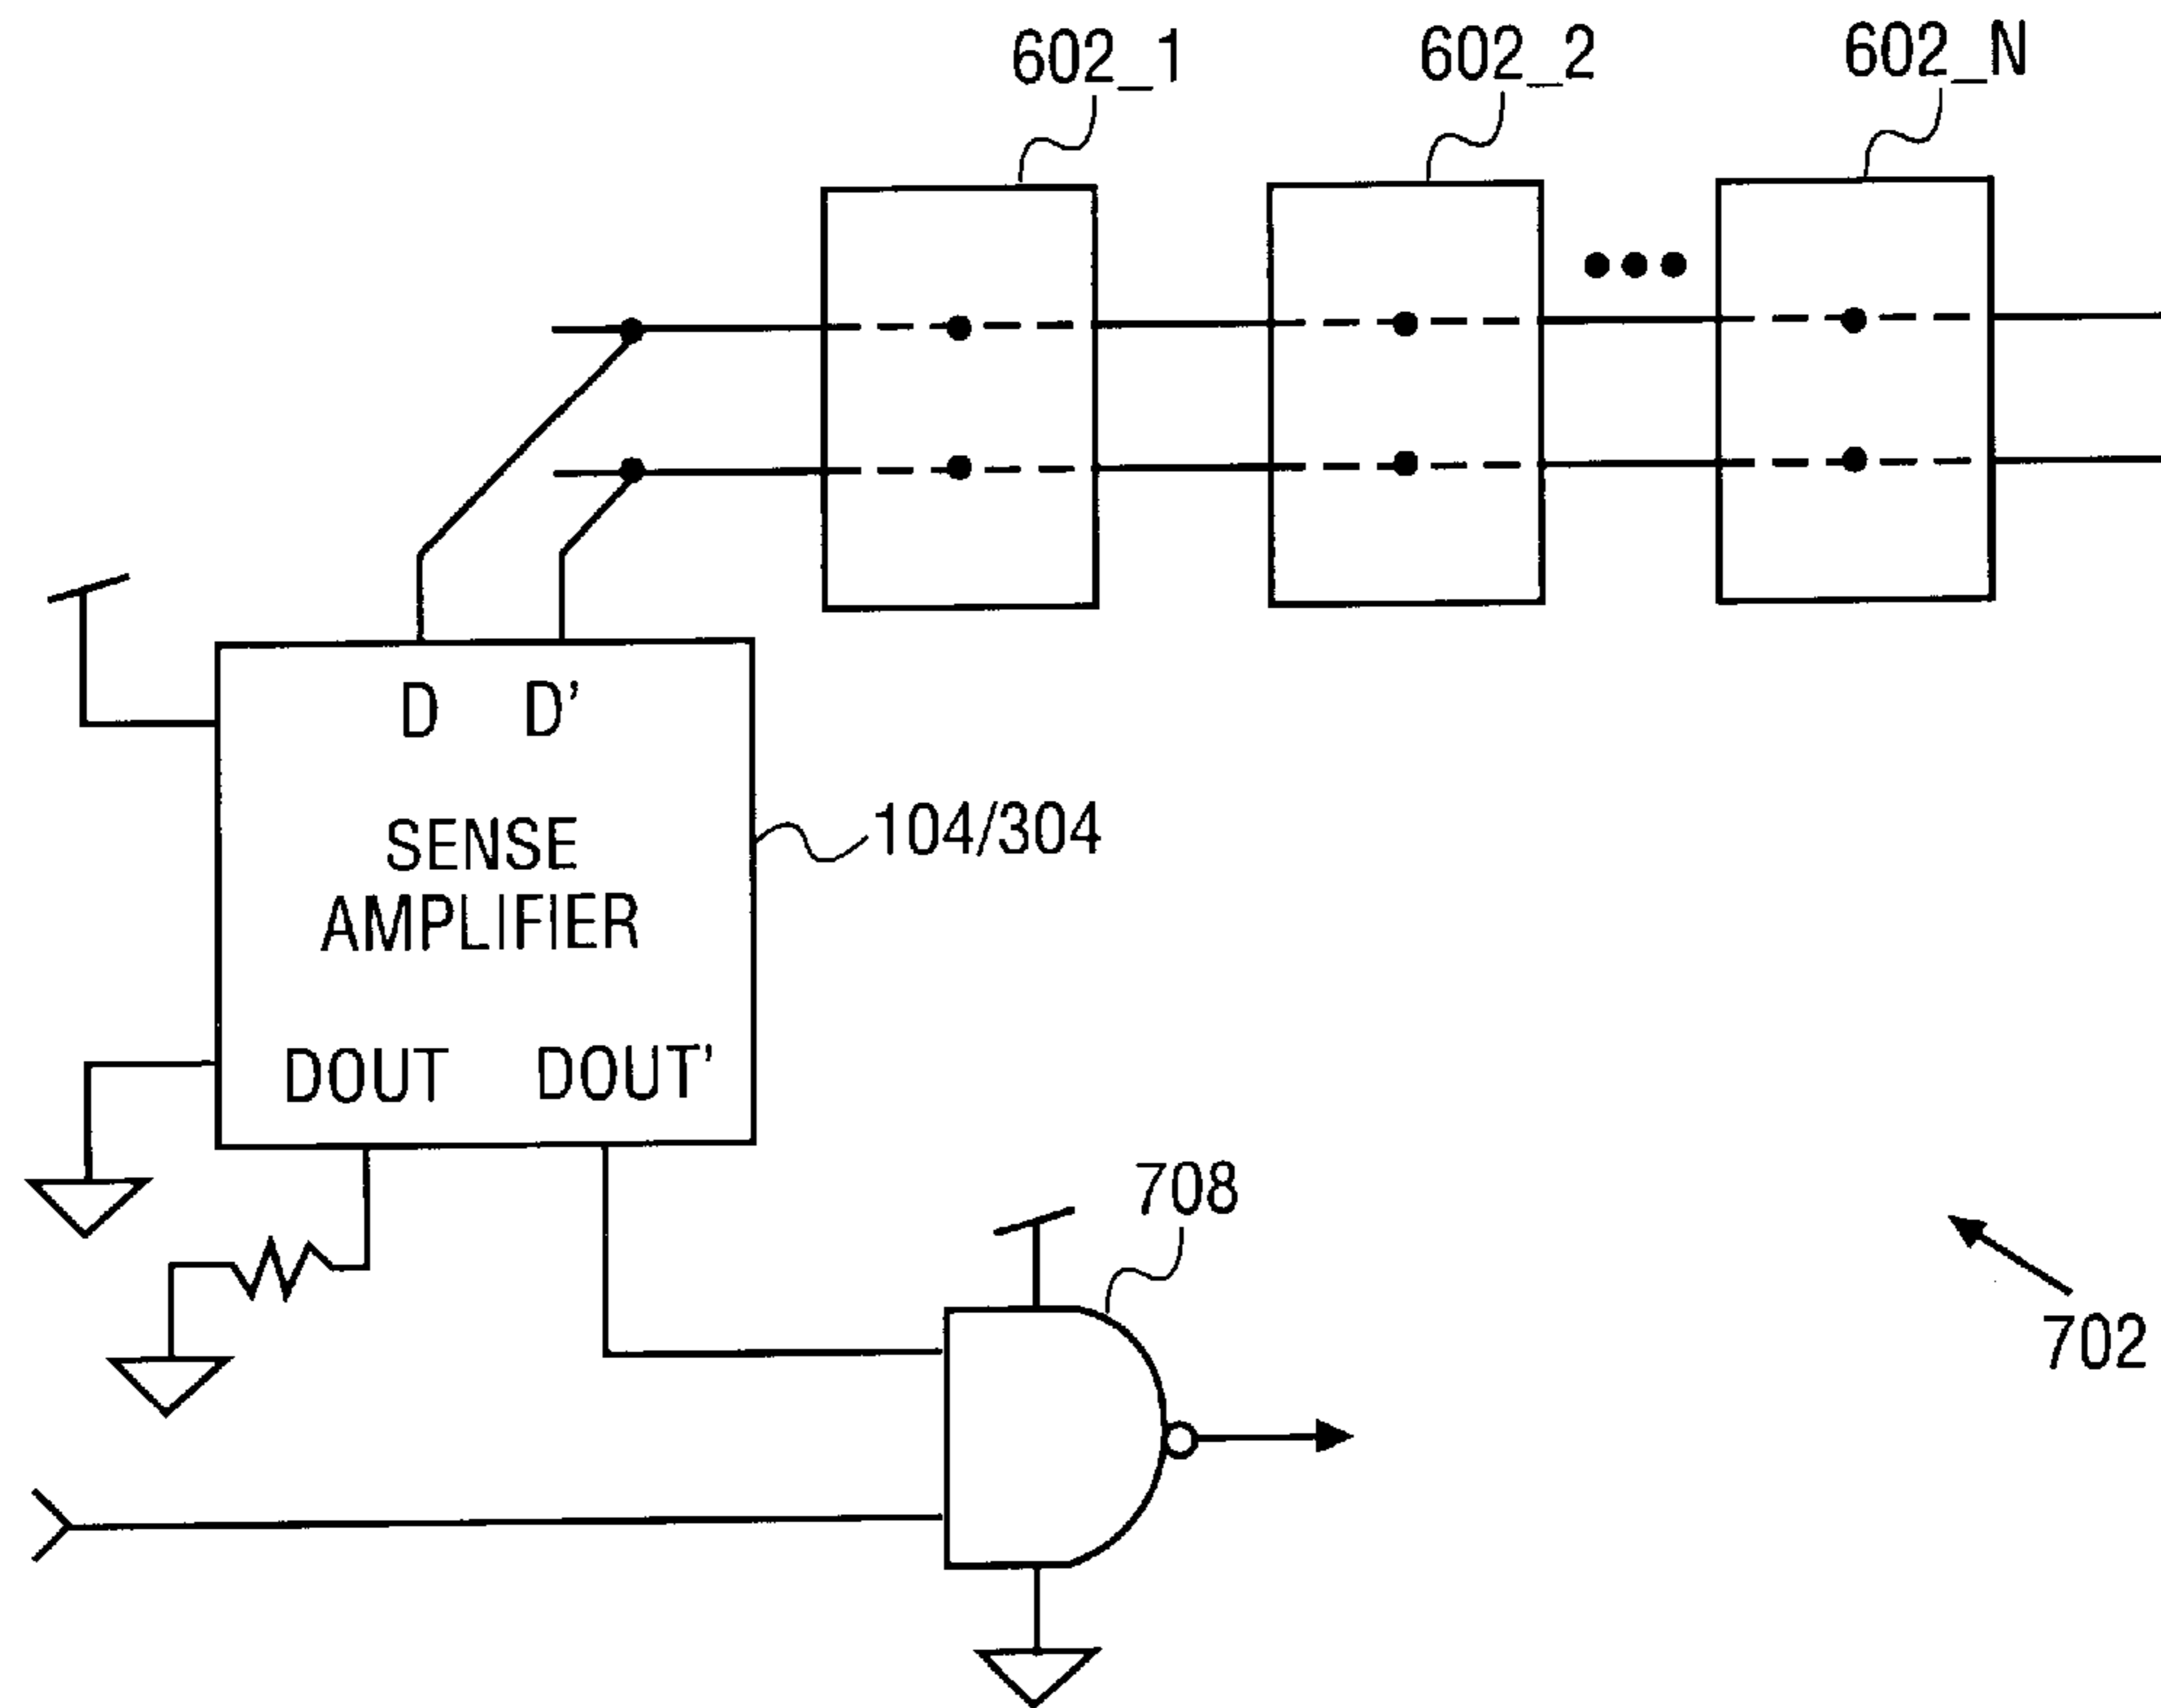 602_1
602_2
602_N
D D'
SENSE
AMPLIFIER
104/304
DOUT DOUT'
708
702